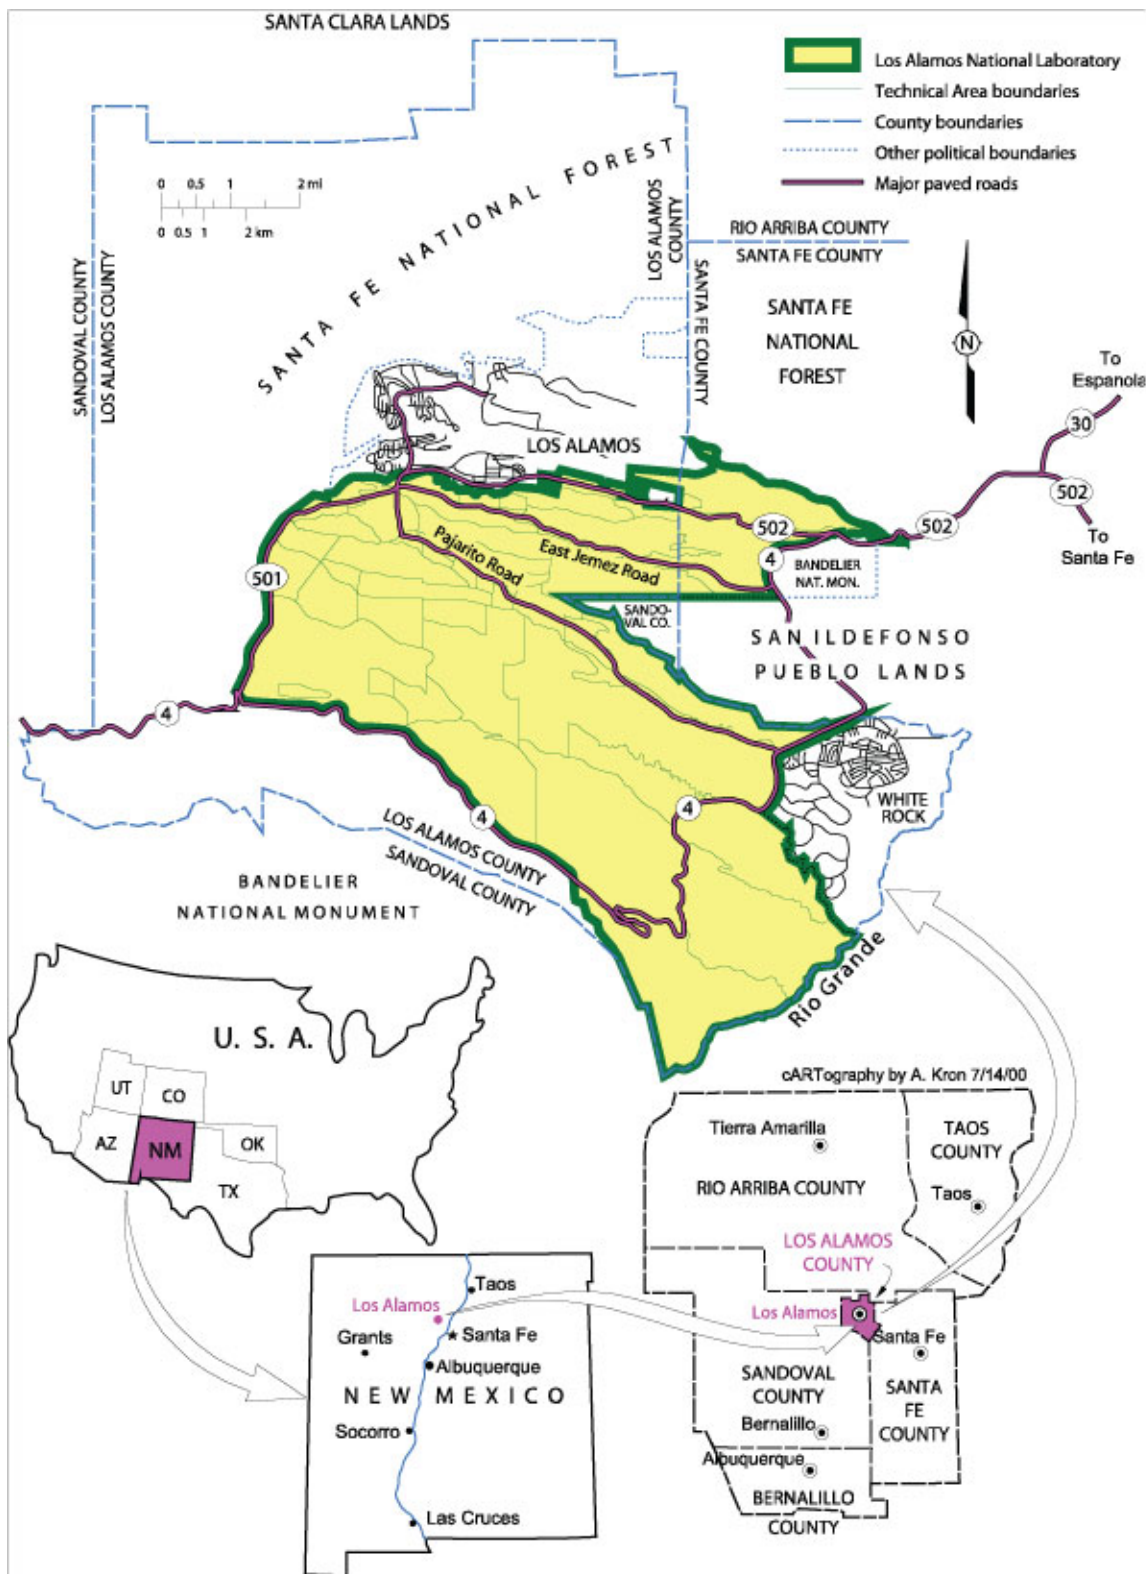 SANTA CLARA LANDS
Los Alamos National Laboratory
Technical Area boundaries
County boundaries
Other political boundaries
Major paved roads
0 0.5 1 2 mi
0 0.5 1 2 km
SANTA FE NATIONAL FOREST
SANDOVAL COUNTY
LOS ALAMOS COUNTY
LOS ALAMOS
COUNTY
SANTA FE COUNTY
RIO ARRIBA COUNTY
SANTA FE COUNTY
SANTA FE
NATIONAL
FOREST
N
To
Espanola
30
502
To
Santa Fe
LOS ALAMOS
502
502
4
BANDELIER
NAT. MON.
East Jemez Road
Pajarito Road
501
SANDO-
VAL CO.
SAN ILDEFONSO
PUEBLO LANDS
4
4
4
WHITE
ROCK
LOS ALAMOS COUNTY
SANDOVAL COUNTY
BANDELIER
NATIONAL MONUMENT
Rio Grande
U. S. A.
UT
CO
AZ
NM
OK
TX
cARTography by A. Kron 7/14/00
Tierra Amarilla
TAOS
COUNTY
RIO ARRIBA COUNTY
Taos
LOS ALAMOS
COUNTY
Los Alamos
Santa Fe
SANDOVAL
COUNTY
SANTA
FE
COUNTY
Bernalillo
Albuquerque
BERNALILLO
COUNTY
Taos
Los Alamos
Grants
Santa Fe
Albuquerque
NEW MEXICO
Socorro
Las Cruces